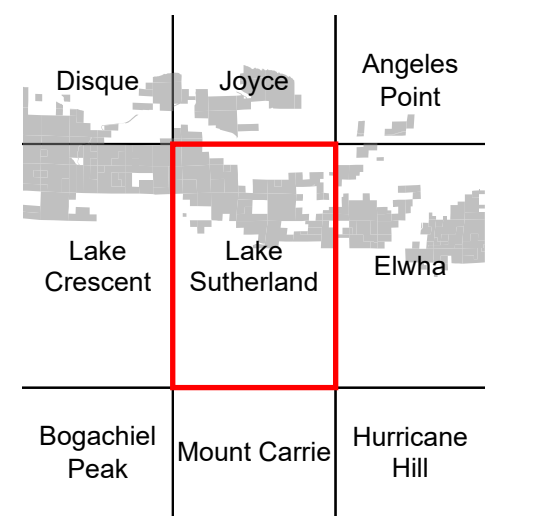 Disque
Joyce
Angeles
Point
Lake
Crescent
Lake
Sutherland
Elwha
Bogachiel
Peak
Mount Carrie
Hurricane
Hill